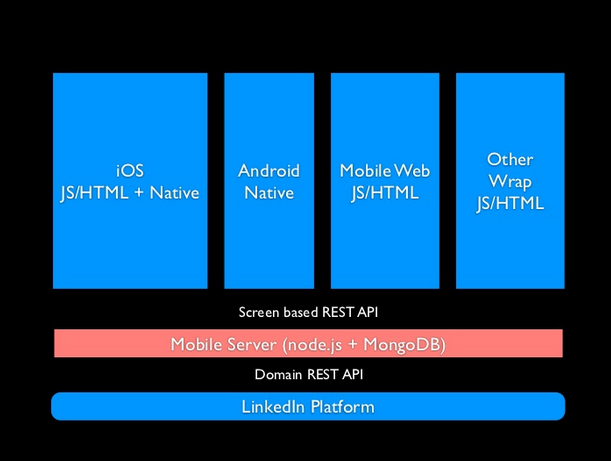 iOS
JS/HTML + Native
Android
Native
Mobile Web
JS/HTML
Other
Wrap
JS/HTML
Screen based REST API
Mobile Server (node.js + MongoDB)
Domain REST API
LinkedIn Platform